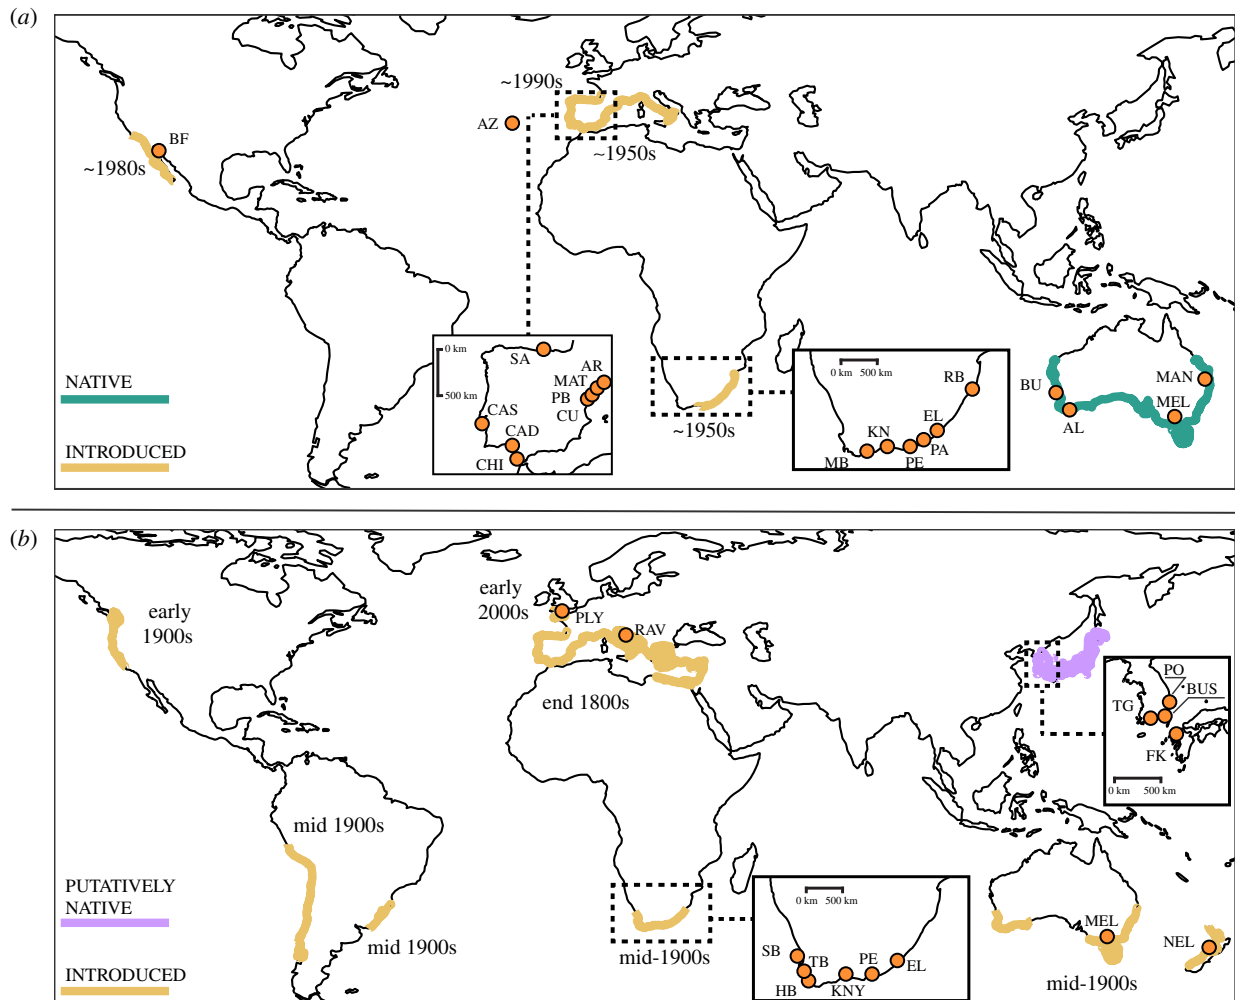 (a)
~1990s
AZ
BF
~1950s
~1980s
0 km
SA
500 km
AR
MAT
PB
CU
CAS
CAD
CHI
~1950s
0 km 500 km
RB
EL
KN
PA
MB
PE
BU
MAN
MEL
AL
NATIVE
INTRODUCED
(b)
early
2000s
PLY
early
1900s
RAV
end 1800s
PO
BUS
TG
FK
0 km 500 km
mid 1900s
mid 1900s
0 km 500 km
SB
TB
PE
EL
HB
KNY
mid-1900s
MEL
NEL
mid-1900s
PUTATIVELY
NATIVE
INTRODUCED